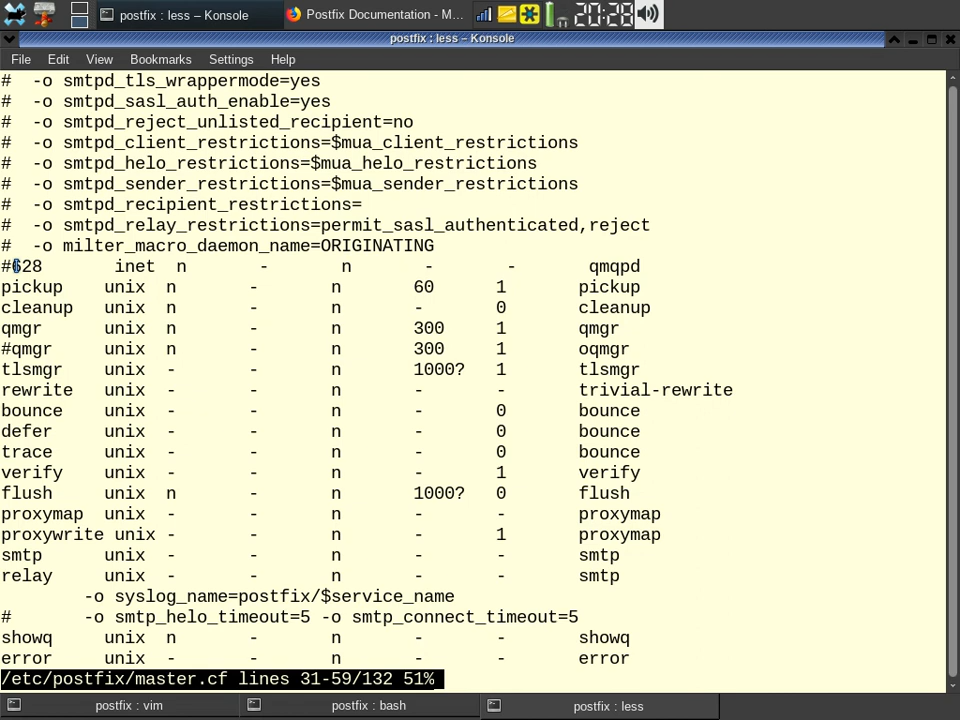 postfix : less – Konsole
Postfix Documentation - M...
20:28
postfix : less – Konsole
File Edit View Bookmarks Settings Help
#  -o smtpd_tls_wrappermode=yes
#  -o smtpd_sasl_auth_enable=yes
#  -o smtpd_reject_unlisted_recipient=no
#  -o smtpd_client_restrictions=$mua_client_restrictions
#  -o smtpd_helo_restrictions=$mua_helo_restrictions
#  -o smtpd_sender_restrictions=$mua_sender_restrictions
#  -o smtpd_recipient_restrictions=
#  -o smtpd_relay_restrictions=permit_sasl_authenticated,reject
#  -o milter_macro_daemon_name=ORIGINATING
#628       inet  n       -       n       -       -       qmqpd
pickup    unix  n       -       n       60      1       pickup
cleanup   unix  n       -       n       -       0       cleanup
qmgr      unix  n       -       n       300     1       qmgr
#qmgr     unix  n       -       n       300     1       oqmgr
tlsmgr    unix  -       -       n       1000?   1       tlsmgr
rewrite   unix  -       -       n       -       -       trivial-rewrite
bounce    unix  -       -       n       -       0       bounce
defer     unix  -       -       n       -       0       bounce
trace     unix  -       -       n       -       0       bounce
verify    unix  -       -       n       -       1       verify
flush     unix  n       -       n       1000?   0       flush
proxymap  unix  -       -       n       -       -       proxymap
proxywrite unix -       -       n       -       1       proxymap
smtp      unix  -       -       n       -       -       smtp
relay     unix  -       -       n       -       -       smtp
        -o syslog_name=postfix/$service_name
#       -o smtp_helo_timeout=5 -o smtp_connect_timeout=5
showq     unix  n       -       n       -       -       showq
error     unix  -       -       n       -       -       error
/etc/postfix/master.cf lines 31-59/132 51%
postfix : vim
postfix : bash
postfix : less